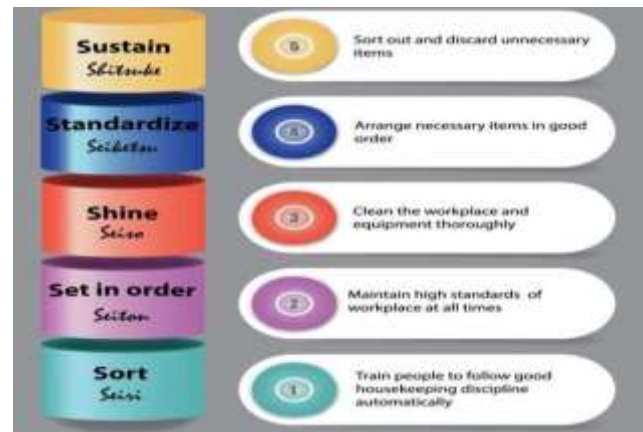 Sustain
Shitsuke
5
Sort out and discard unnecessary
items
Standardize
Seiketsu
4
Arrange necessary items in good
order
Shine
Seiso
3
Clean the workplace and
equipment thoroughly
Set in order
Seiton
2
Maintain high standards of
workplace at all times
Sort
Seiri
1
Train people to follow good
housekeeping discipline
automatically